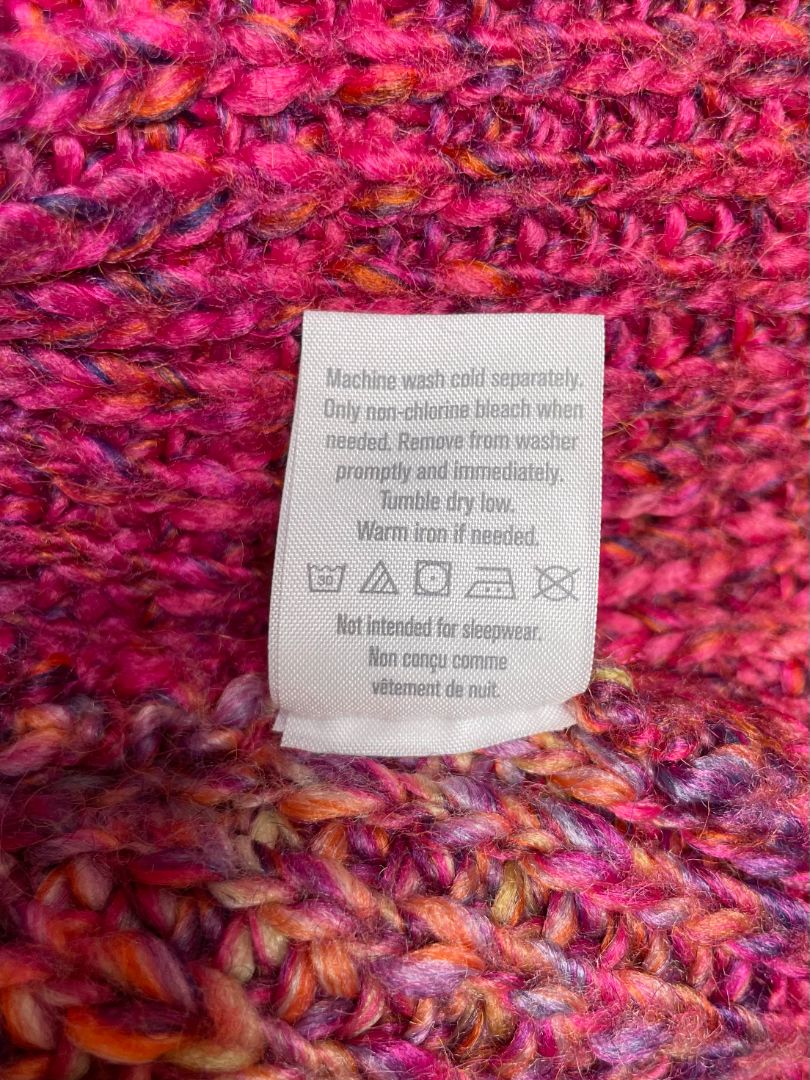 Machine wash cold separately.
Only non-chlorine bleach when
needed. Remove from washer
promptly and immediately.
Tumble dry low.
Warm iron if needed.
30
Not intended for sleepwear.
Non conçu comme
vêtement de nuit.